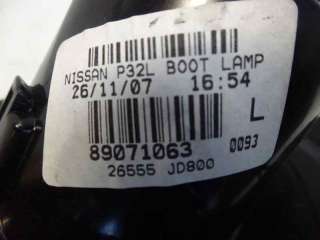 NISSAN P32L BOOT LAMP
26/11/07 16:54
L
89071063 0093
26555 JD800